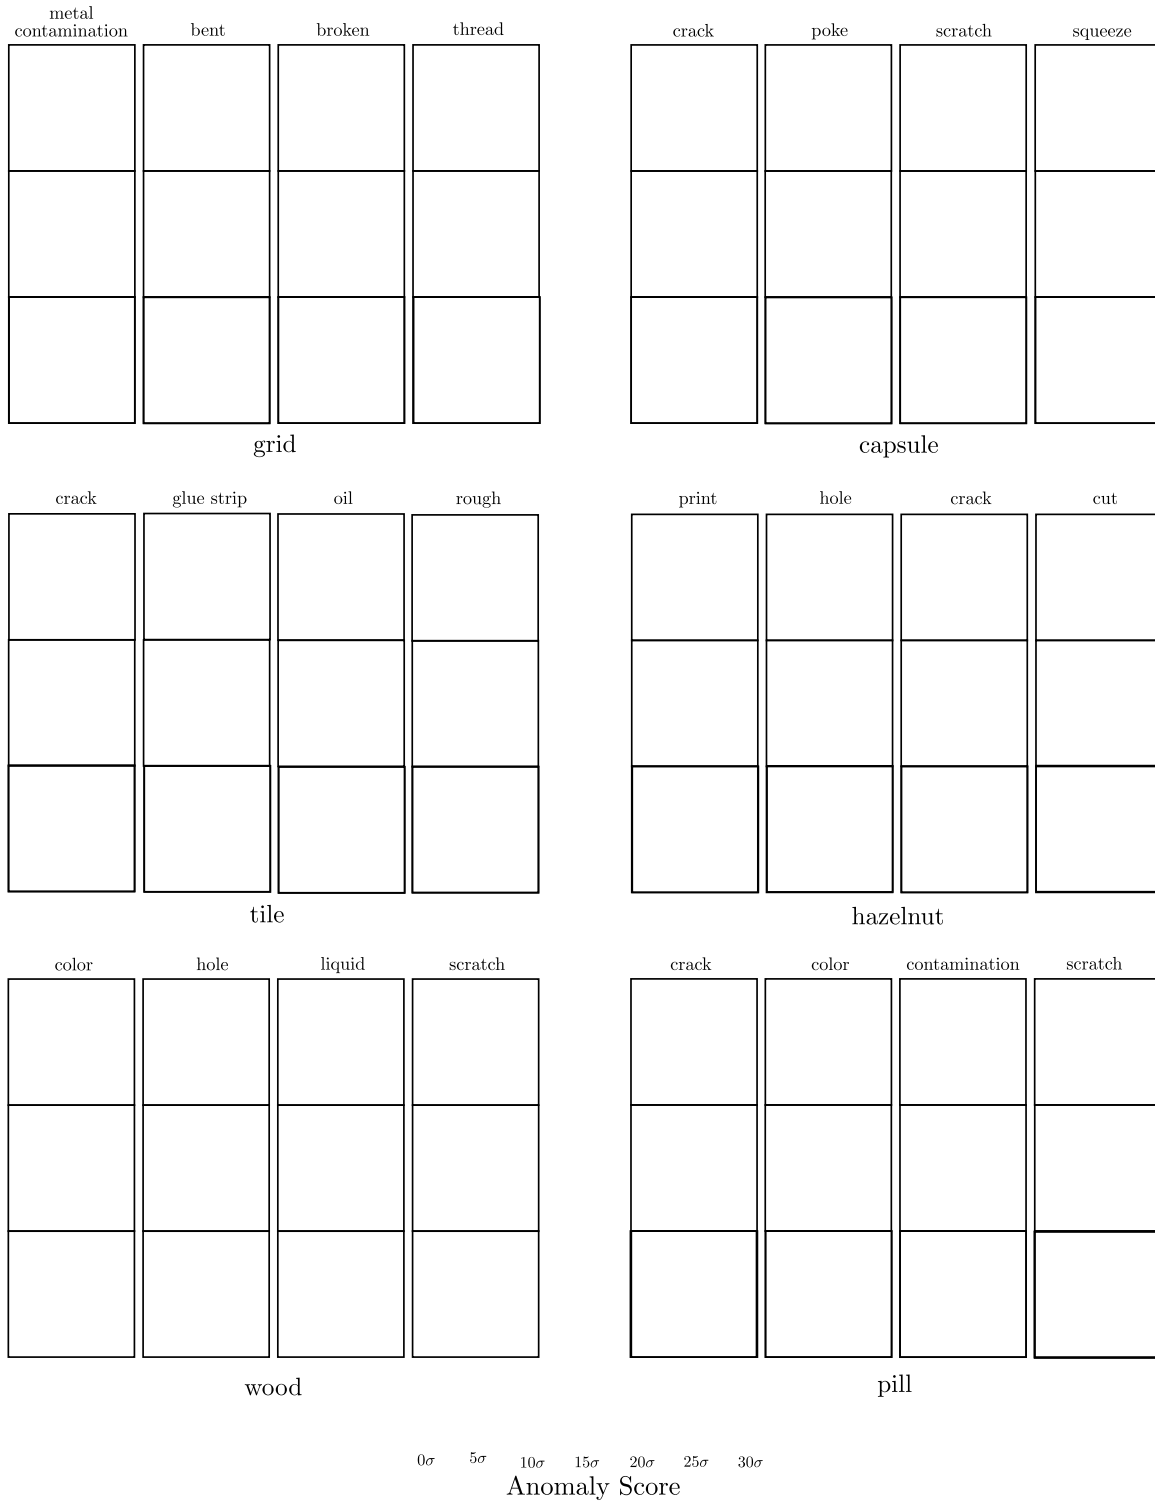 metal
contamination bent broken thread
crack poke scratch squeeze
grid
capsule
crack glue strip oil rough
print hole crack cut
tile
hazelnut
color hole liquid scratch
crack color contamination scratch
wood
pill
0σ 5σ 10σ 15σ 20σ 25σ 30σ
Anomaly Score